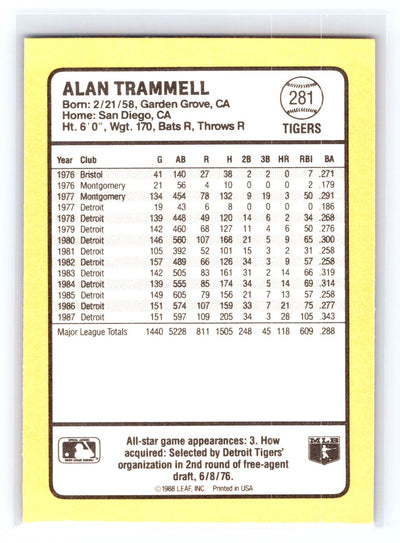 ALAN TRAMMELL
Born: 2/21/58, Garden Grove, CA
Home: San Diego, CA
Ht. 6´0˝, Wgt. 170, Bats R, Throws R
281
TIGERS
Year Club G AB R H 2B 3B HR RBI BA
1976 Bristol 41 140 27 38 2 2 0 7 .271
1976 Montgomery 21 56 4 10 0 0 0 2 .179
1977 Montgomery 134 454 78 132 9 19 3 50 .291
1977 Detroit 19 43 6 8 0 0 0 0 .186
1978 Detroit 139 448 49 120 14 6 2 34 .268
1979 Detroit 142 460 68 127 11 4 6 50 .276
1980 Detroit 146 560 107 168 21 5 9 65 .300
1981 Detroit 105 392 52 101 15 3 2 31 .258
1982 Detroit 157 489 66 126 34 3 9 57 .258
1983 Detroit 142 505 83 161 31 2 14 66 .319
1984 Detroit 139 555 85 174 34 5 14 69 .314
1985 Detroit 149 605 79 156 21 7 13 57 .258
1986 Detroit 151 574 107 159 33 7 21 75 .277
1987 Detroit 151 597 109 205 34 3 28 105 .343
Major League Totals 1440 5228 811 1505 248 45 118 609 .288
All-star game appearances: 3. How
acquired: Selected by Detroit Tigers'
organization in 2nd round of free-agent
draft, 6/8/76.
©1988 LEAF, INC. Printed in USA
MLB